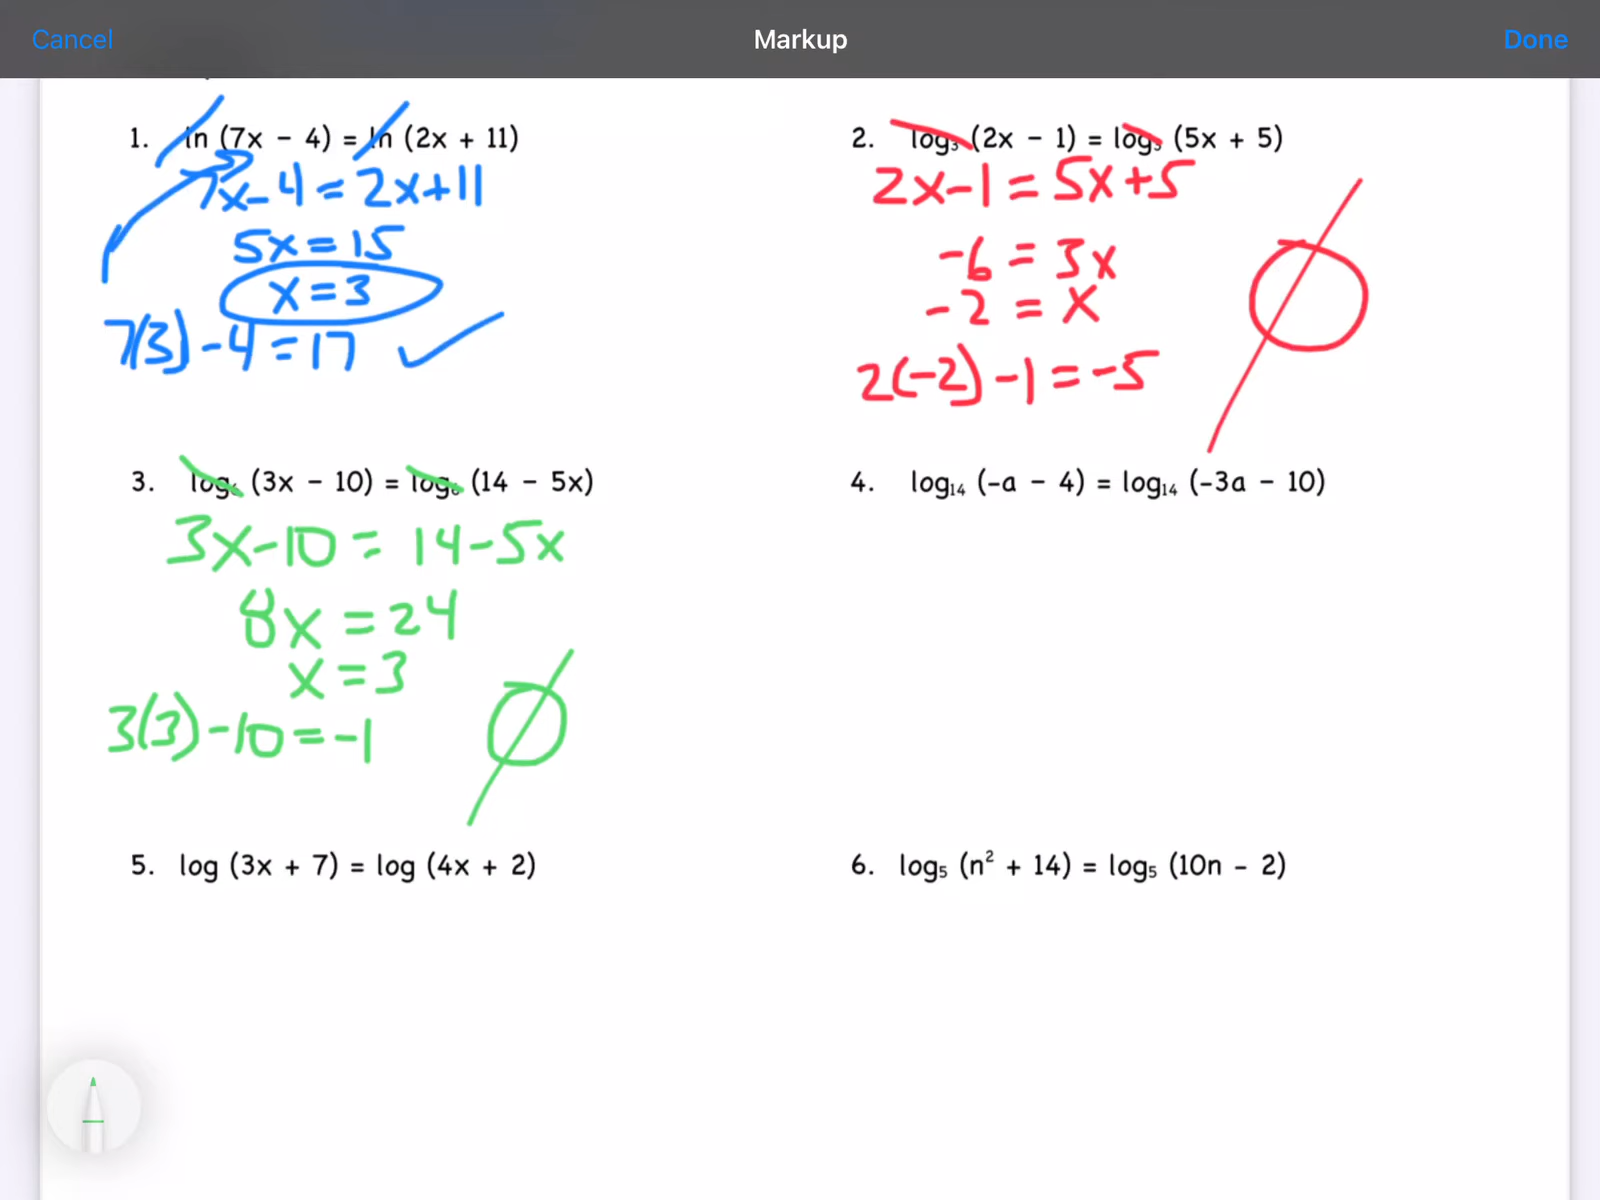 Cancel
Markup
Done
1. ln (7x − 4) = ln (2x + 11)
7x-4=2x+11
5x=15
x=3
7(3)-4=17 ✓
2. log₃ (2x − 1) = log₃ (5x + 5)
2x-1=5x+5
-6=3x
-2=x
2(-2)-1=-5
∅
3. (3x − 10) = (14 − 5x)
3x-10=14-5x
8x=24
x=3
3(3)-10=-1
∅
4. log₁₄ (-a − 4) = log₁₄ (-3a − 10)
5. log (3x + 7) = log (4x + 2)
6. log₅ (n² + 14) = log₅ (10n − 2)